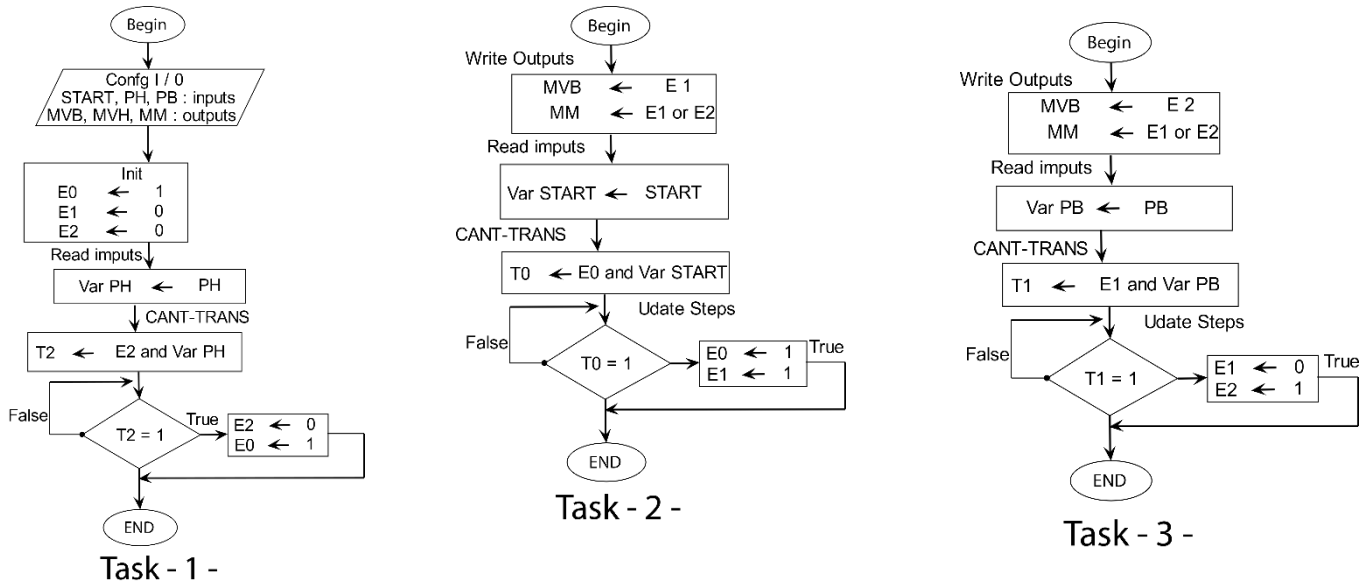 Begin
Confg I / 0
START, PH, PB : inputs
MVB, MVH, MM : outputs
Init
E0 ← 1
E1 ← 0
E2 ← 0
Read imputs
Var PH ← PH
CANT-TRANS
T2 ← E2 and Var PH
False
T2 = 1
True
E2 ← 0
E0 ← 1
END
Task - 1 -
Begin
Write Outputs
MVB ← E 1
MM ← E1 or E2
Read imputs
Var START ← START
CANT-TRANS
T0 ← E0 and Var START
Udate Steps
False
T0 = 1
E0 ← 1
E1 ← 1
True
END
Task - 2 -
Begin
Write Outputs
MVB ← E 2
MM ← E1 or E2
Read imputs
Var PB ← PB
CANT-TRANS
T1 ← E1 and Var PB
Udate Steps
False
T1 = 1
E1 ← 0
E2 ← 1
True
END
Task - 3 -